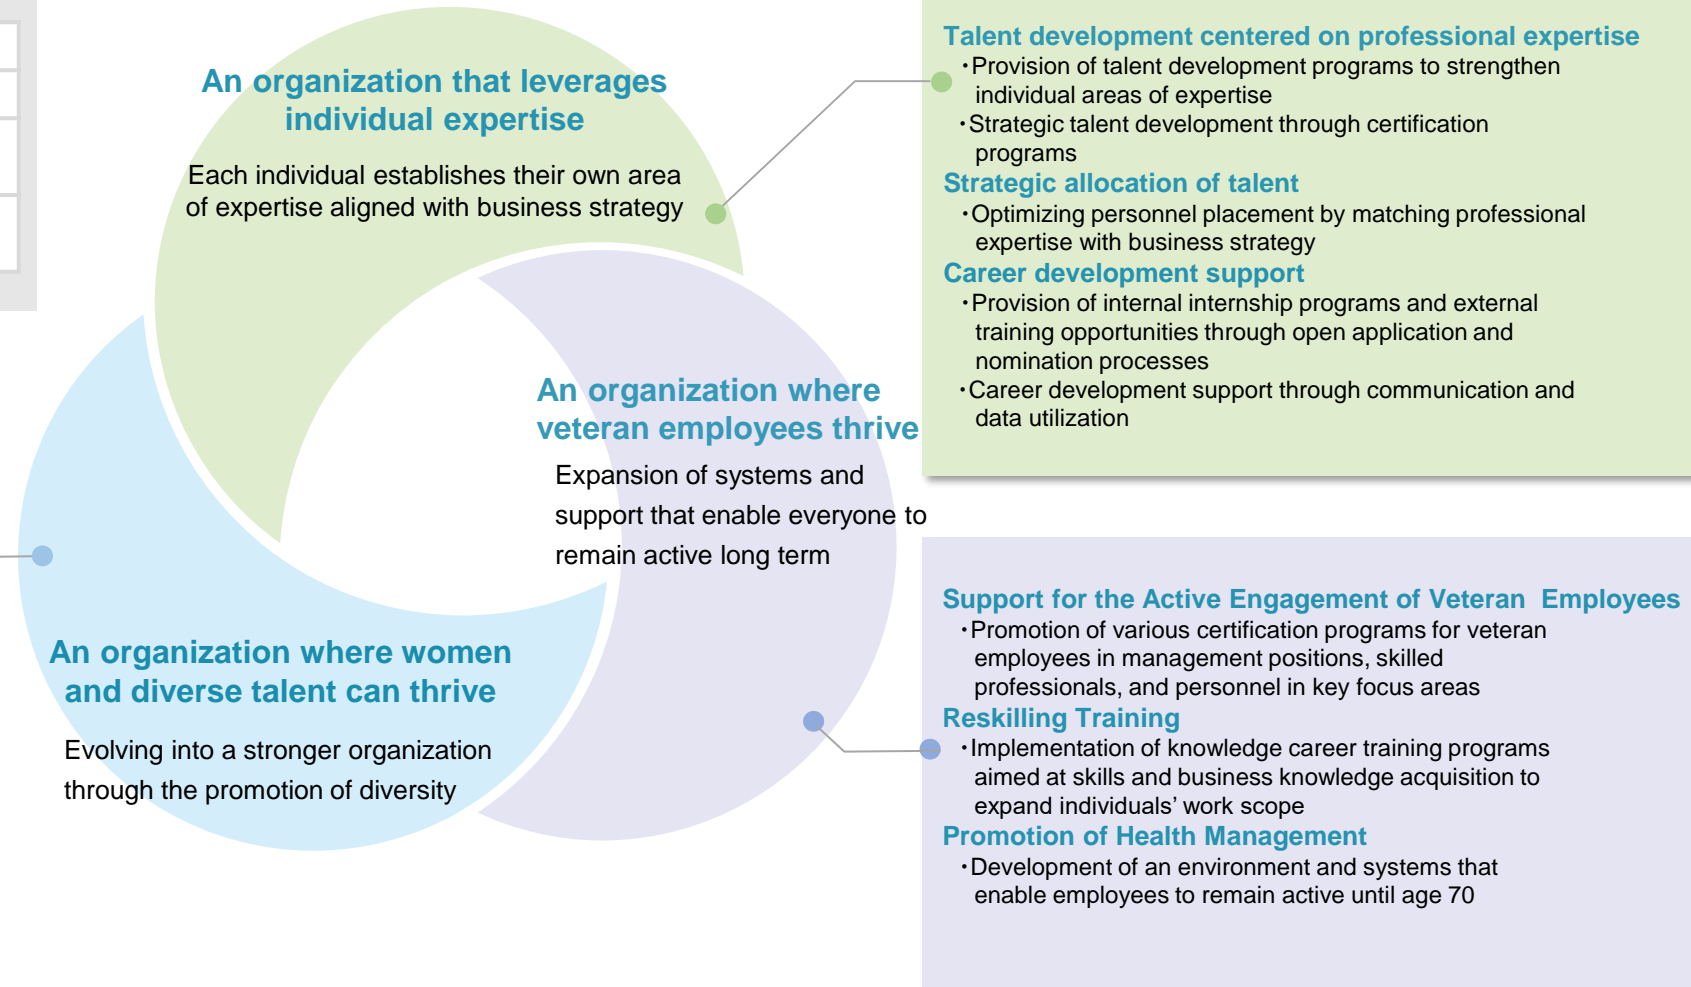 An organization that leverages
individual expertise
Each individual establishes their own area
of expertise aligned with business strategy
An organization where
veteran employees thrive
Expansion of systems and
support that enable everyone to
remain active long term
An organization where women
and diverse talent can thrive
Evolving into a stronger organization
through the promotion of diversity
Talent development centered on professional expertise
・Provision of talent development programs to strengthen
individual areas of expertise
・Strategic talent development through certification
programs
Strategic allocation of talent
・Optimizing personnel placement by matching professional
expertise with business strategy
Career development support
・Provision of internal internship programs and external
training opportunities through open application and
nomination processes
・Career development support through communication and
data utilization
Support for the Active Engagement of Veteran Employees
・Promotion of various certification programs for veteran
employees in management positions, skilled
professionals, and personnel in key focus areas
Reskilling Training
・Implementation of knowledge career training programs
aimed at skills and business knowledge acquisition to
expand individuals’ work scope
Promotion of Health Management
・Development of an environment and systems that
enable employees to remain active until age 70